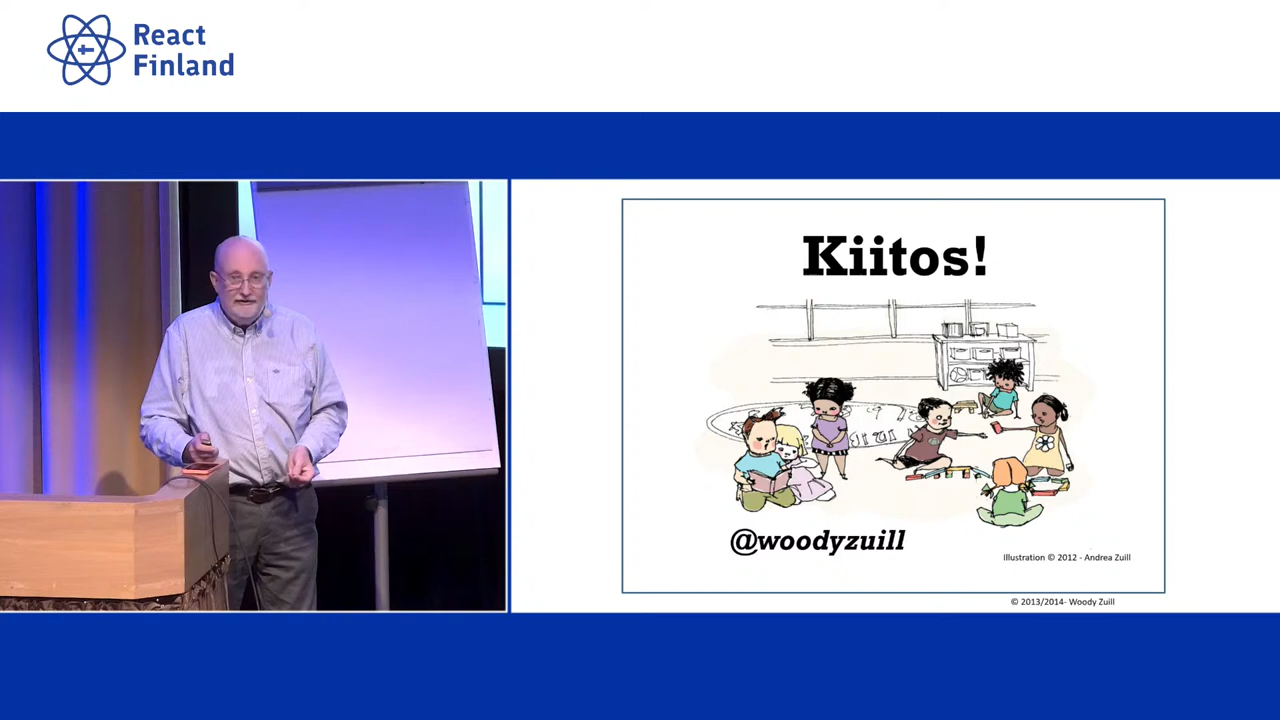 React
Finland
Kiitos!
@woodyzuill
Illustration © 2012 - Andrea Zuill
© 2013/2014- Woody Zuill